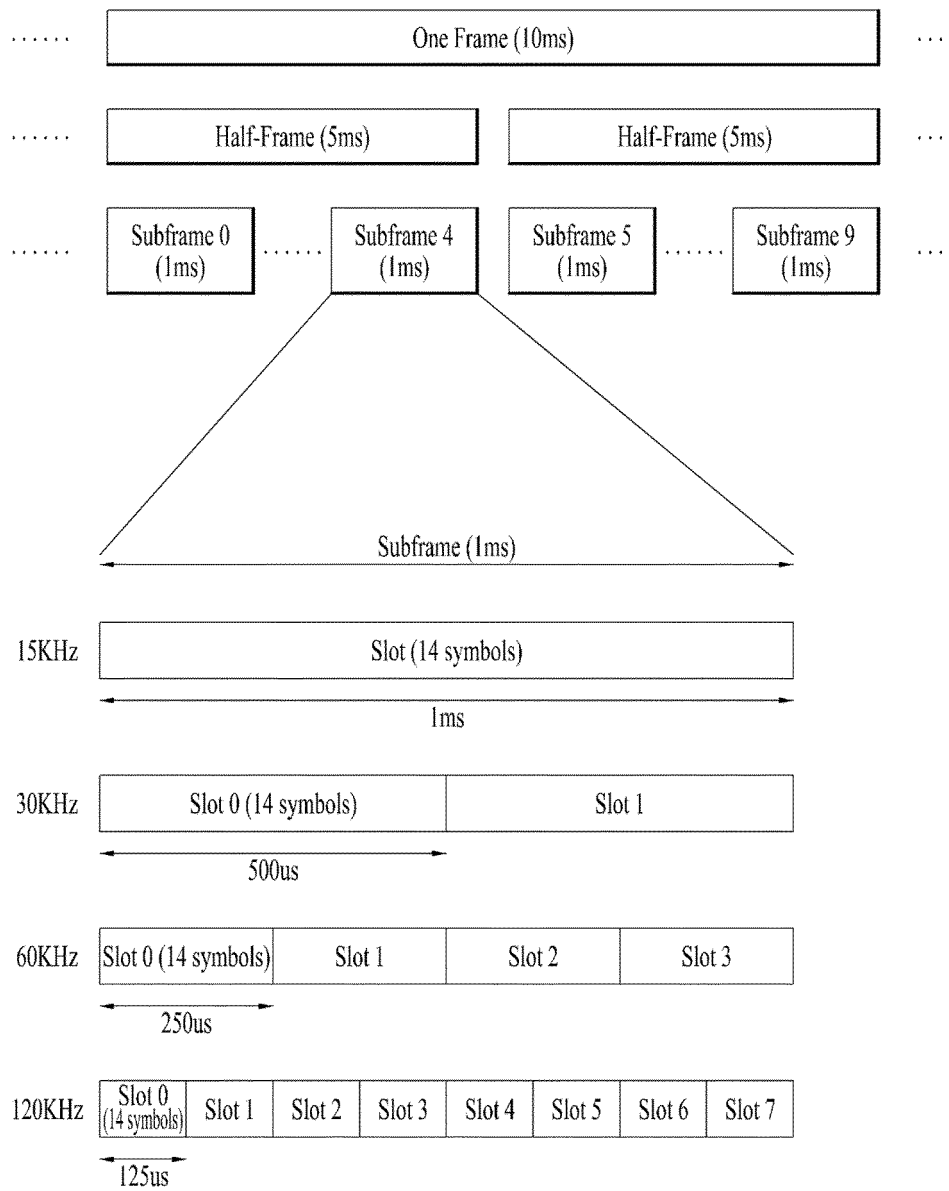 ...... One Frame (10ms) ...
...... Half-Frame (5ms) Half-Frame (5ms) ...
...... Subframe 0 ...... Subframe 4 Subframe 5 ...... Subframe 9 ...
(1ms) (1ms) (1ms) (1ms)
Subframe (1ms)
15KHz Slot (14 symbols)
1ms
30KHz Slot 0 (14 symbols) Slot 1
500us
60KHz Slot 0 (14 symbols) Slot 1 Slot 2 Slot 3
250us
120KHz Slot 0 Slot 1 Slot 2 Slot 3 Slot 4 Slot 5 Slot 6 Slot 7
(14 symbols)
125us